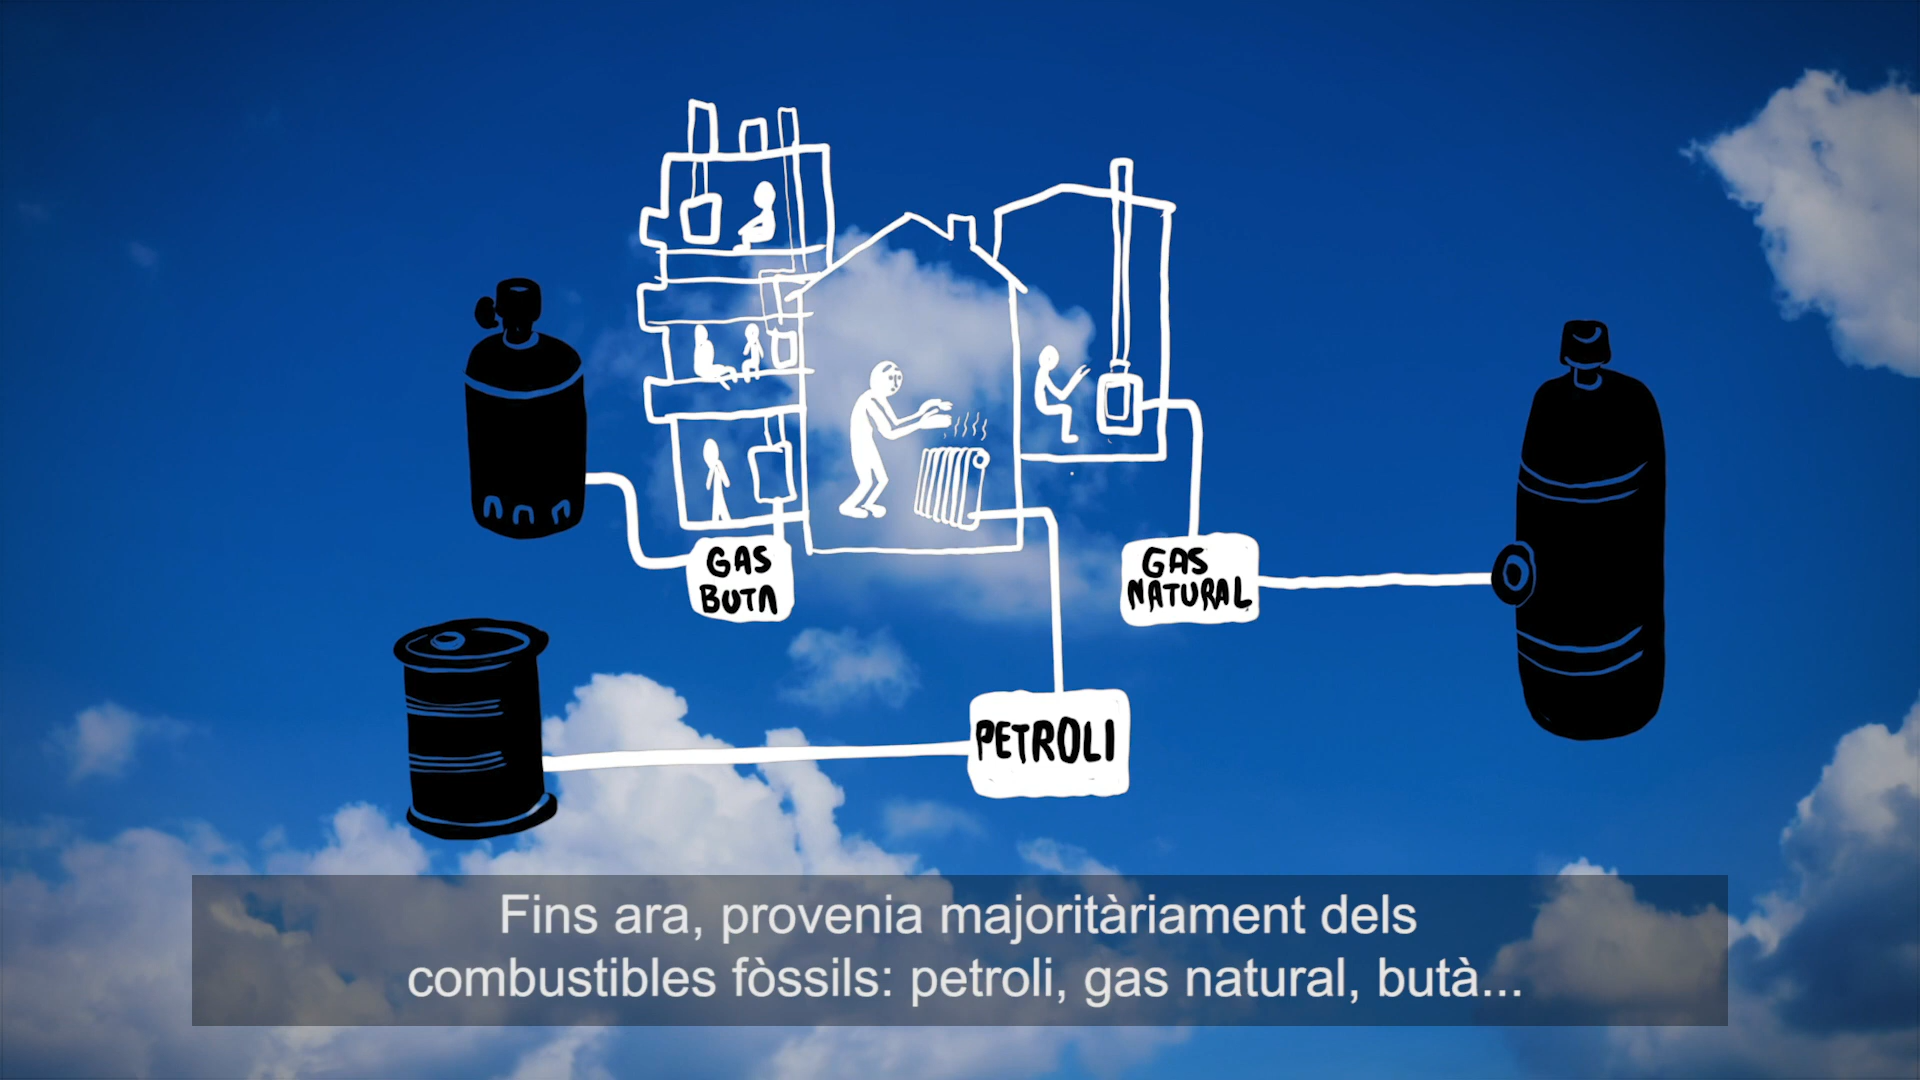 GAS
BUTA
GAS
NATURAL
PETROLI
Fins ara, provenia majoritàriament dels
combustibles fòssils: petroli, gas natural, butà...